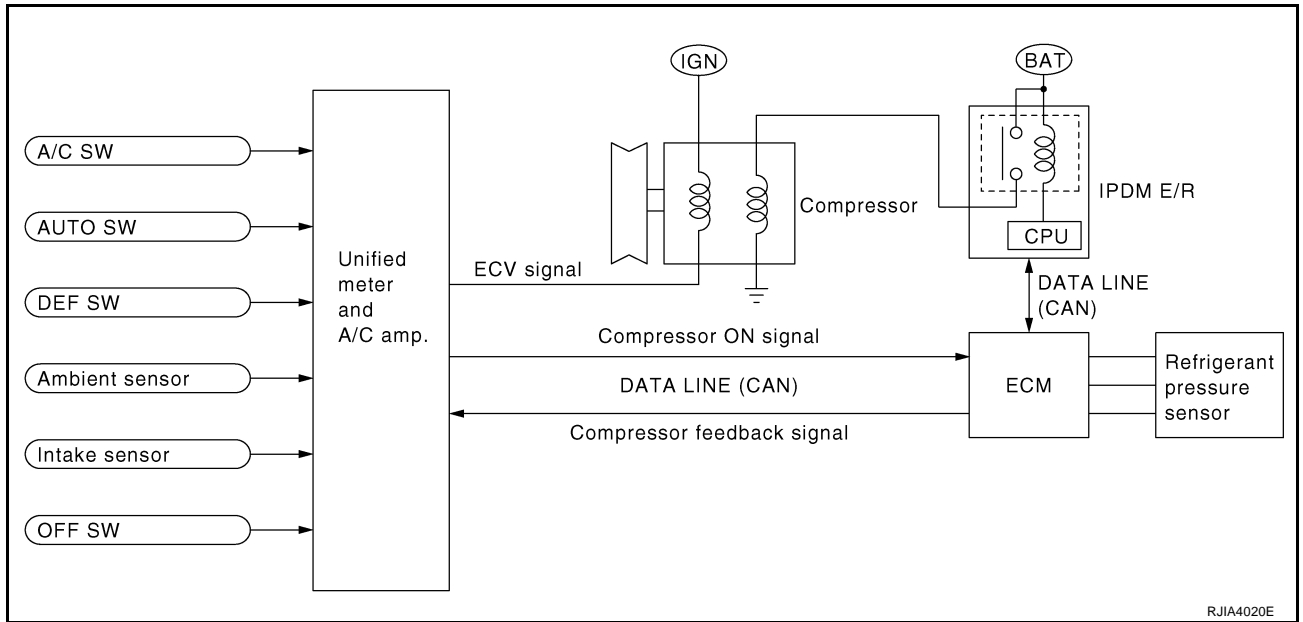 IGN
BAT
A/C SW
AUTO SW
DEF SW
Ambient sensor
Intake sensor
OFF SW
Unified
meter
and
A/C amp.
ECV signal
Compressor
IPDM E/R
CPU
DATA LINE
(CAN)
Compressor ON signal
DATA LINE (CAN)
Compressor feedback signal
ECM
Refrigerant
pressure
sensor
RJIA4020E